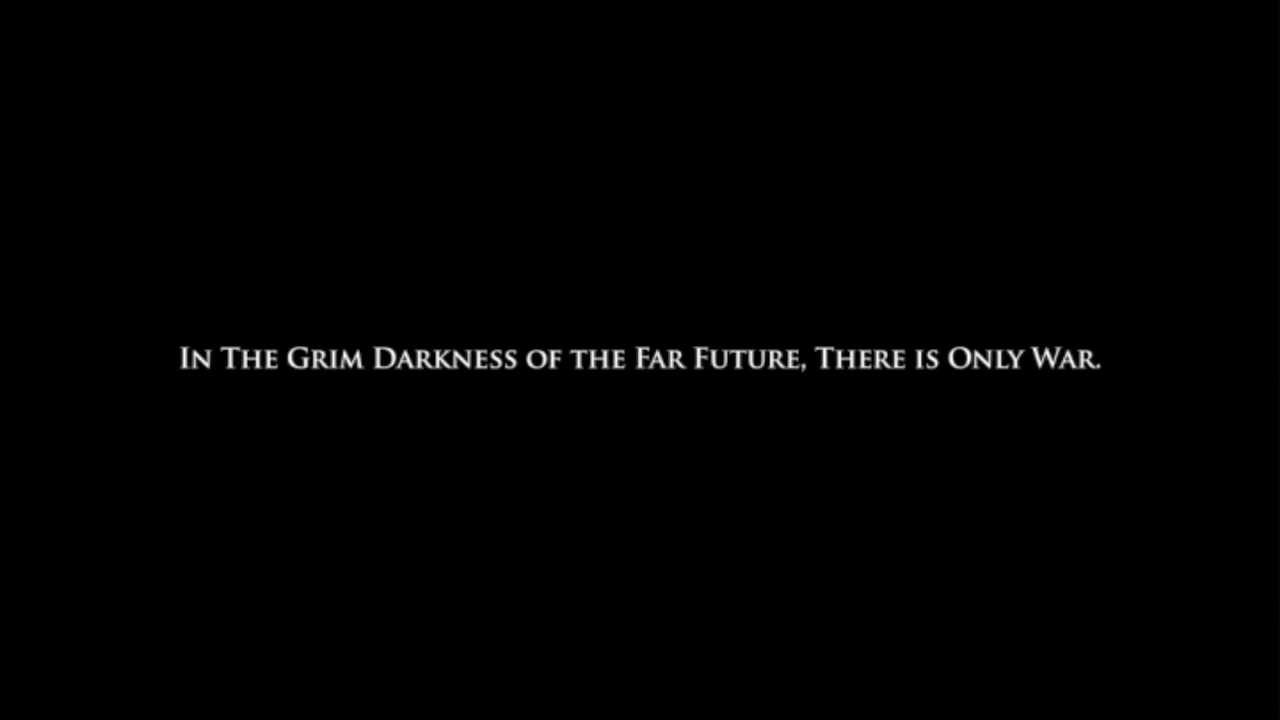 In The Grim Darkness of the Far Future, There is Only War.